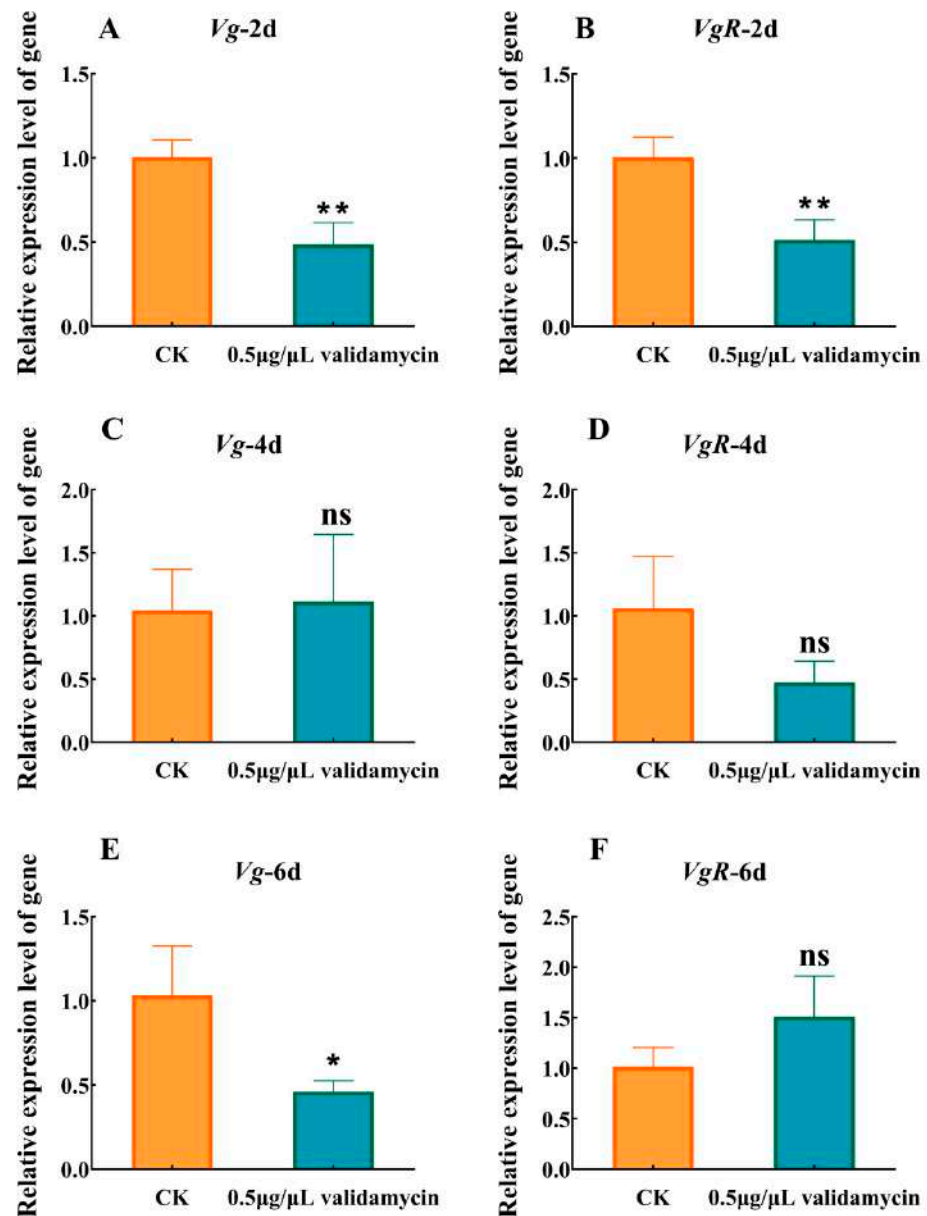 A Vg-2d
Relative expression level of gene
1.5
1.0
0.5
0.0
**
CK 0.5μg/μL validamycin
B VgR-2d
Relative expression level of gene
1.5
1.0
0.5
0.0
**
CK 0.5μg/μL validamycin
C Vg-4d
Relative expression level of gene
2.0
1.5
1.0
0.5
0.0
ns
CK 0.5μg/μL validamycin
D VgR-4d
Relative expression level of gene
2.0
1.5
1.0
0.5
0.0
ns
CK 0.5μg/μL validamycin
E Vg-6d
Relative expression level of gene
1.5
1.0
0.5
0.0
*
CK 0.5μg/μL validamycin
F VgR-6d
Relative expression level of gene
2.5
2.0
1.5
1.0
0.5
0.0
ns
CK 0.5μg/μL validamycin